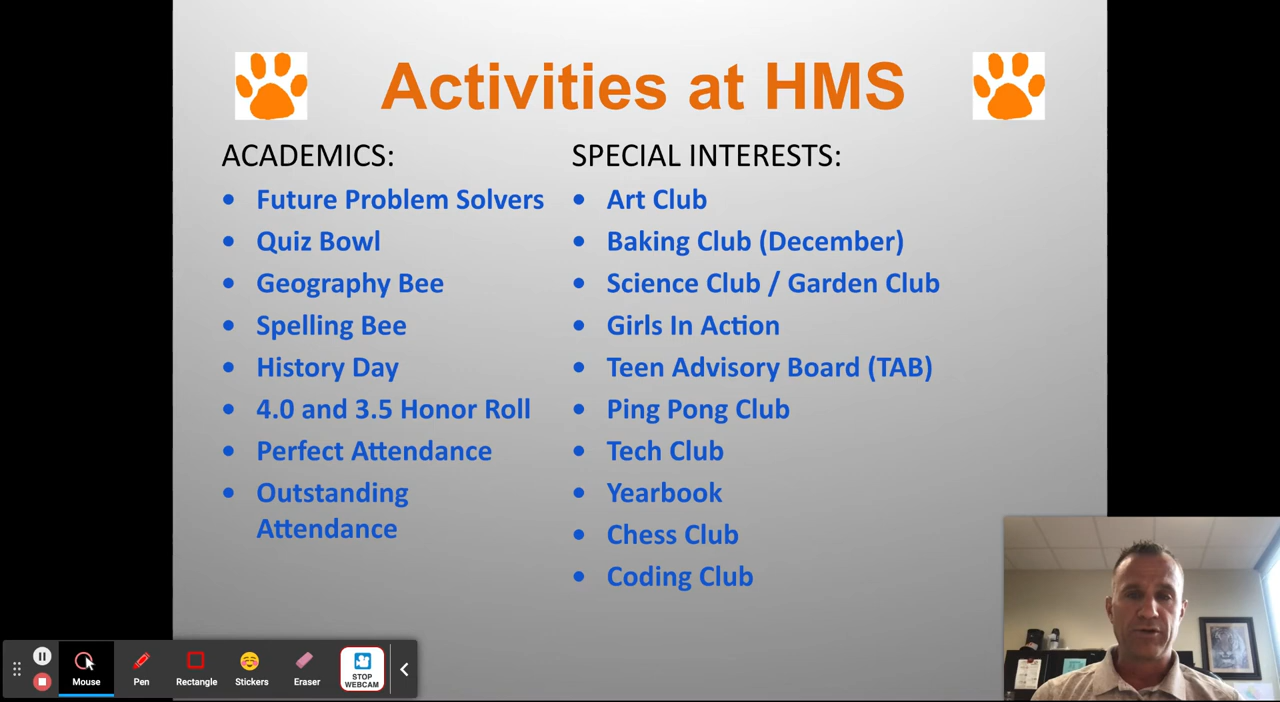 Activities at HMS
ACADEMICS:
Future Problem Solvers
Quiz Bowl
Geography Bee
Spelling Bee
History Day
4.0 and 3.5 Honor Roll
Perfect Attendance
Outstanding
Attendance
SPECIAL INTERESTS:
Art Club
Baking Club (December)
Science Club / Garden Club
Girls In Action
Teen Advisory Board (TAB)
Ping Pong Club
Tech Club
Yearbook
Chess Club
Coding Club
Mouse
Pen
Rectangle
Stickers
Eraser
STOP
WEBCAM